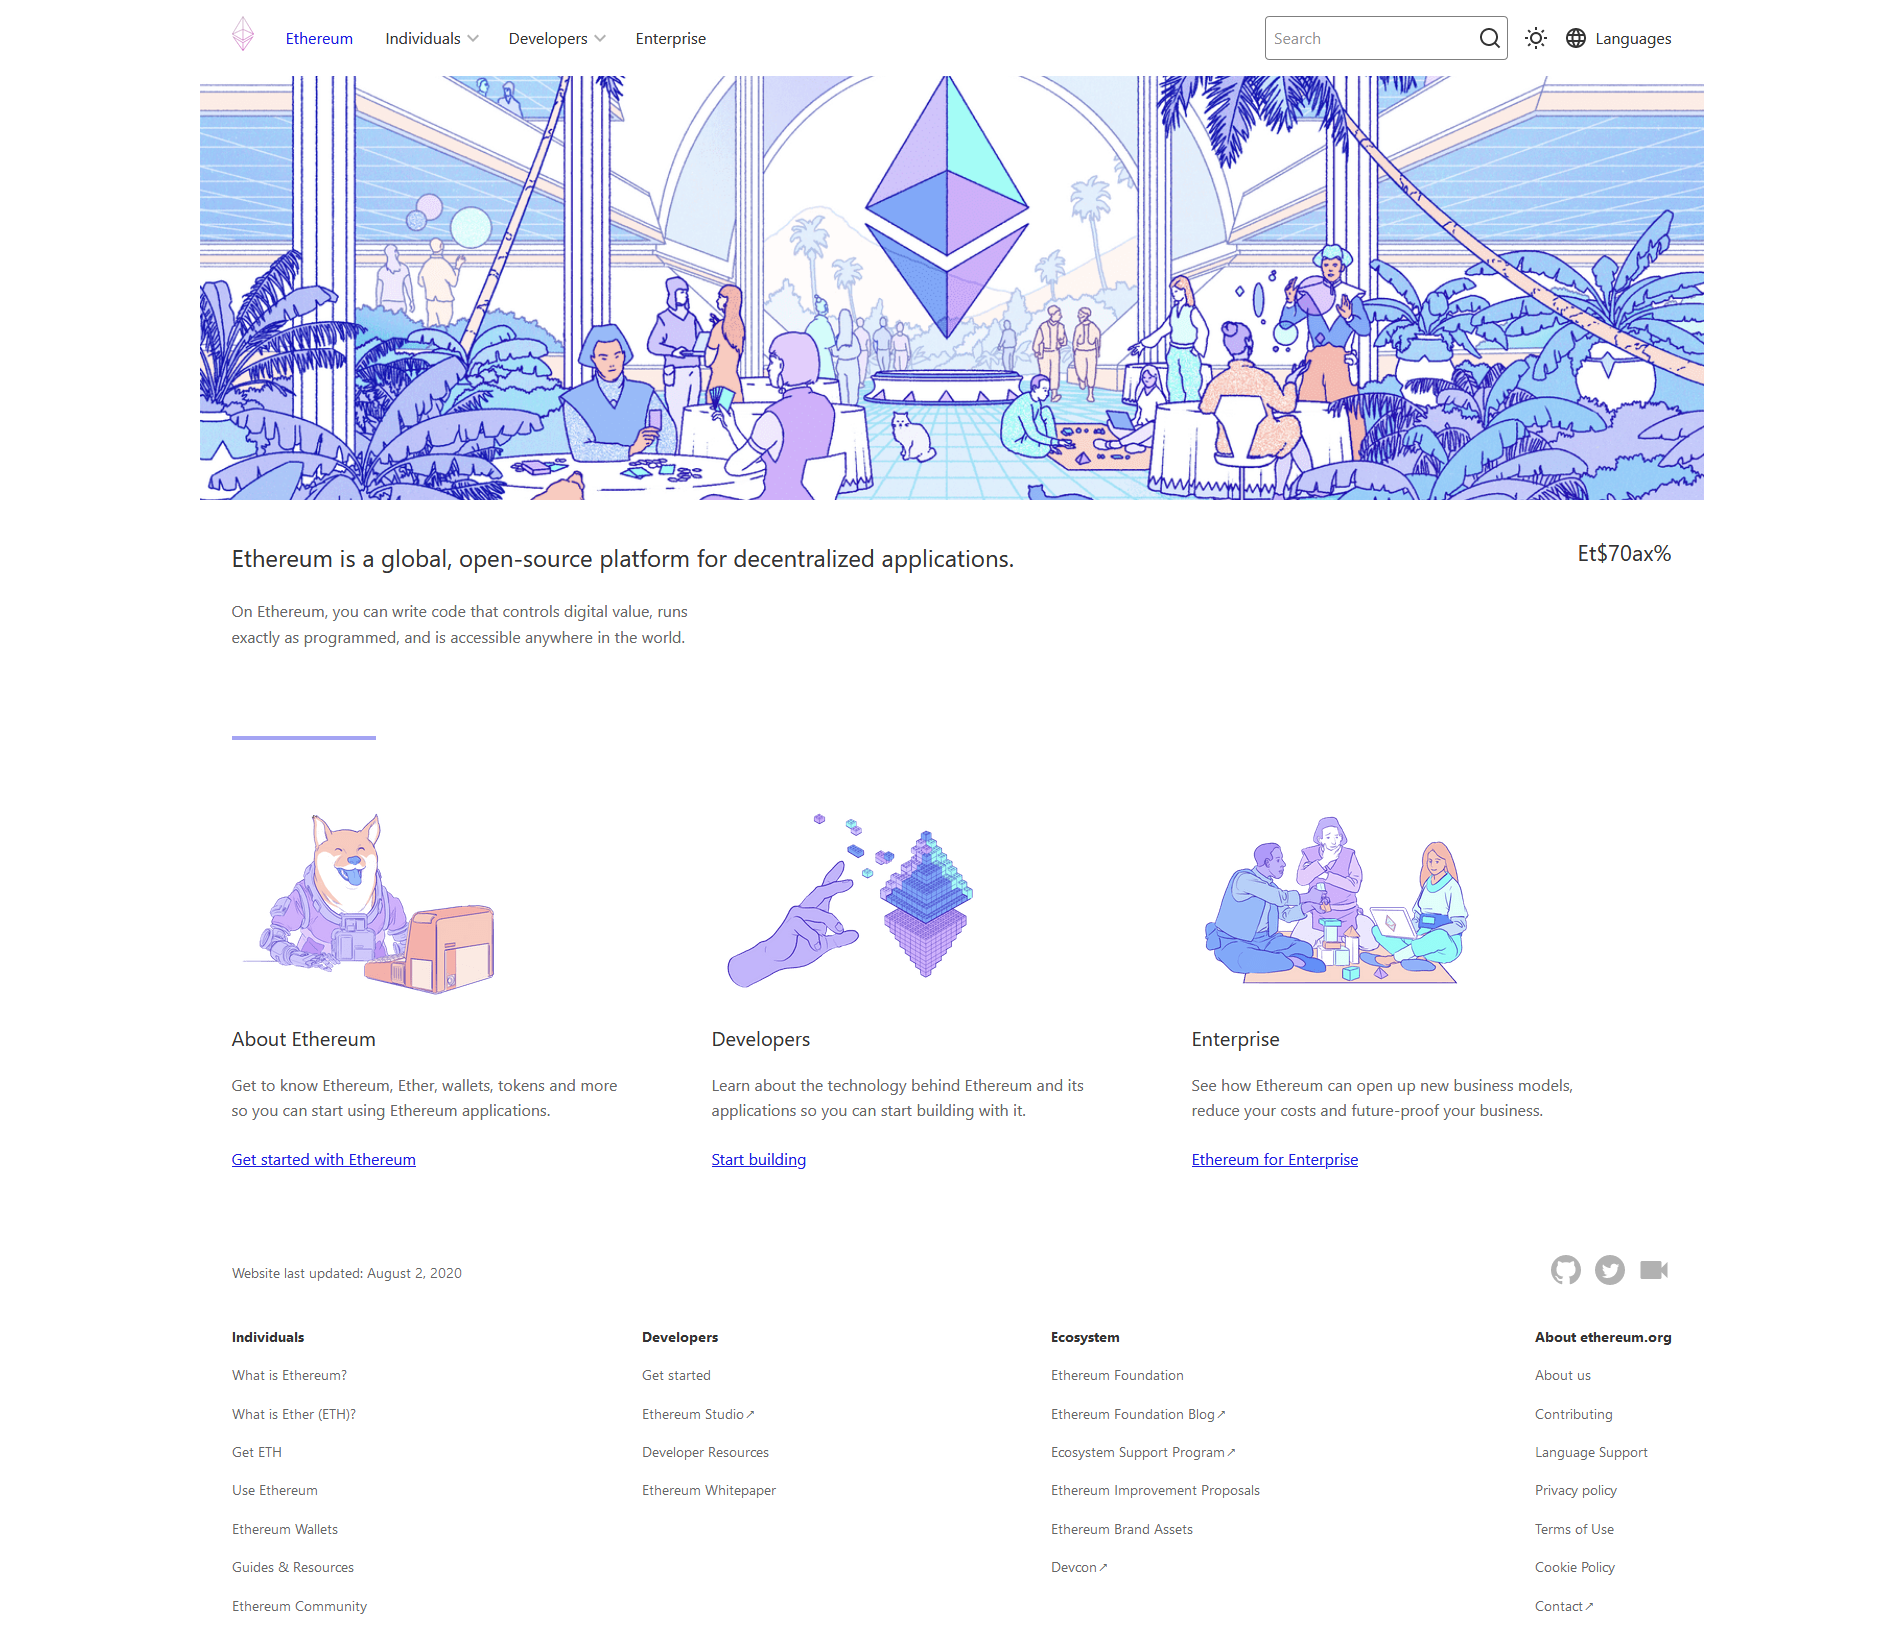 Ethereum
Individuals
Developers
Enterprise
Search
Languages
Ethereum is a global, open-source platform for decentralized applications.
Et$70ax%
On Ethereum, you can write code that controls digital value, runs
exactly as programmed, and is accessible anywhere in the world.
About Ethereum
Get to know Ethereum, Ether, wallets, tokens and more
so you can start using Ethereum applications.
Get started with Ethereum
Developers
Learn about the technology behind Ethereum and its
applications so you can start building with it.
Start building
Enterprise
See how Ethereum can open up new business models,
reduce your costs and future-proof your business.
Ethereum for Enterprise
Website last updated: August 2, 2020
Individuals
What is Ethereum?
What is Ether (ETH)?
Get ETH
Use Ethereum
Ethereum Wallets
Guides & Resources
Ethereum Community
Developers
Get started
Ethereum Studio↗
Developer Resources
Ethereum Whitepaper
Ecosystem
Ethereum Foundation
Ethereum Foundation Blog↗
Ecosystem Support Program↗
Ethereum Improvement Proposals
Ethereum Brand Assets
Devcon↗
About ethereum.org
About us
Contributing
Language Support
Privacy policy
Terms of Use
Cookie Policy
Contact↗